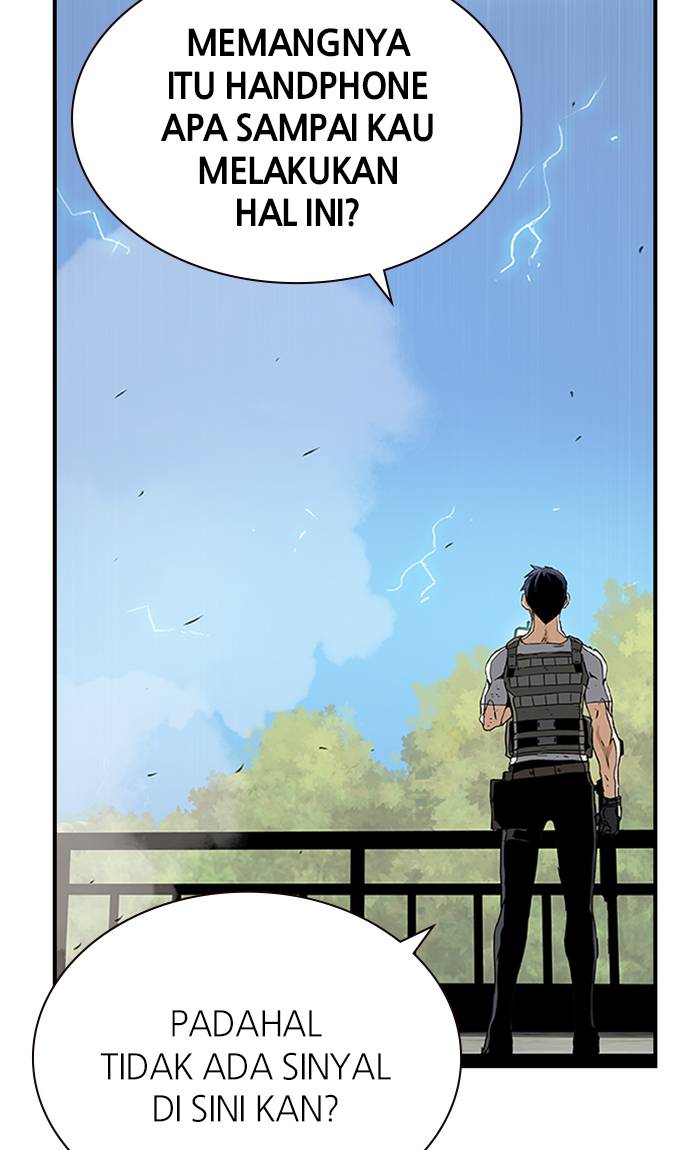 MEMANGNYA
ITU HANDPHONE
APA SAMPAI KAU
MELAKUKAN
HAL INI?
PADAHAL
TIDAK ADA SINYAL
DI SINI KAN?